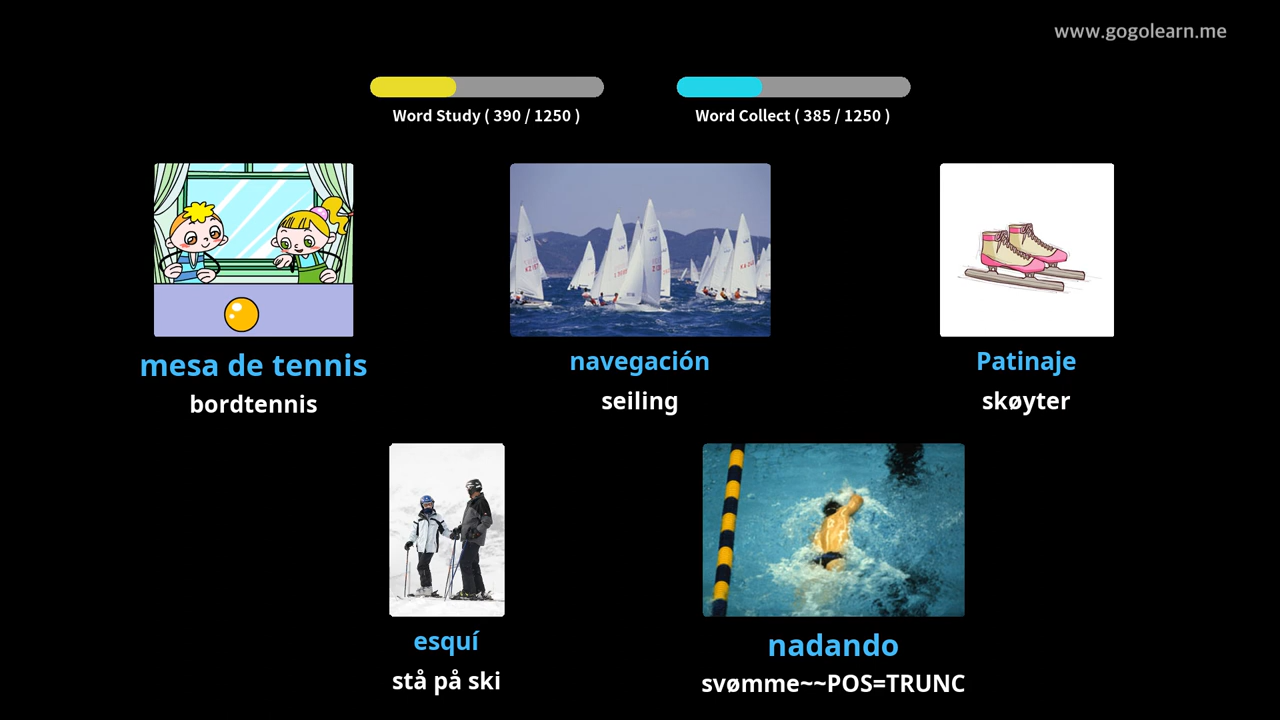 www.gogolearn.me
Word Study ( 390 / 1250 )
Word Collect ( 385 / 1250 )
mesa de tennis
bordtennis
navegación
seiling
Patinaje
skøyter
esquí
stå på ski
nadando
svømme~~POS=TRUNC